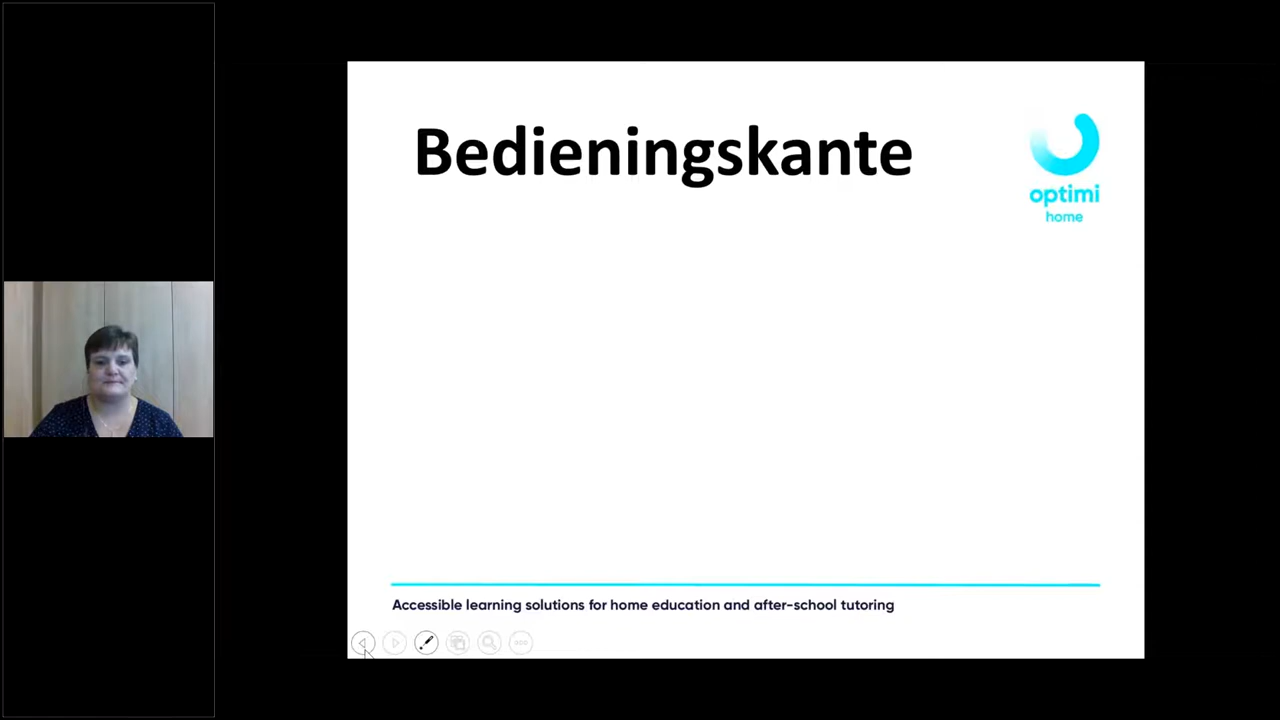 Bedieningskante
optimi
home
Accessible learning solutions for home education and after-school tutoring